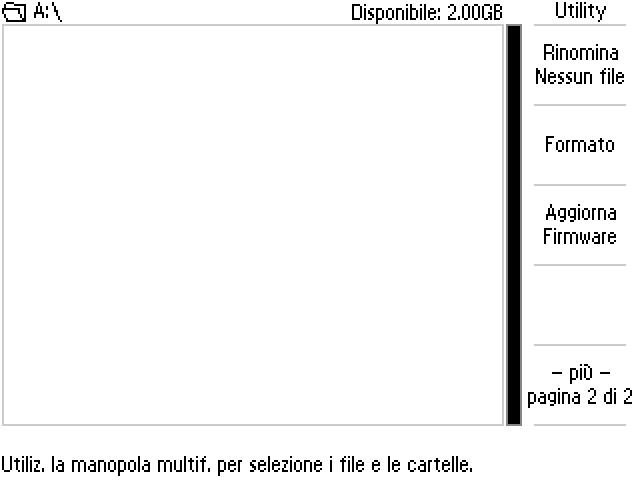 A:\ Disponibile: 2.00GB
Utility
Rinomina
Nessun file
Formato
Aggiorna
Firmware
– più –
pagina 2 di 2
Utiliz. la manopola multif. per selezione i file e le cartelle.